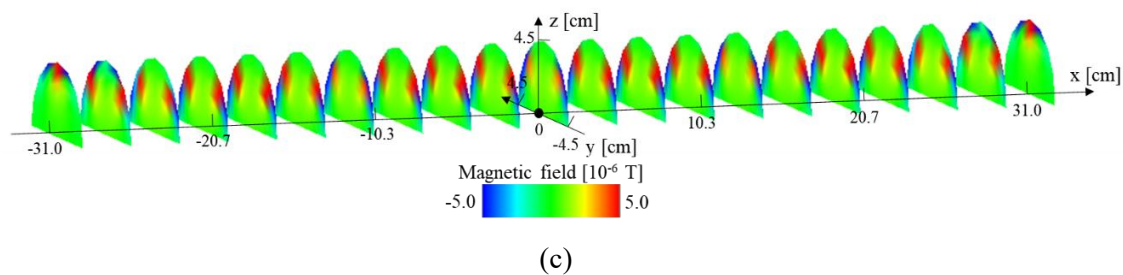 z [cm]
4.5
4.5
x [cm]
-31.0
-20.7
-10.3
0
10.3
20.7
31.0
-4.5
y [cm]
Magnetic field [10⁻⁶ T]
-5.0
5.0
(c)